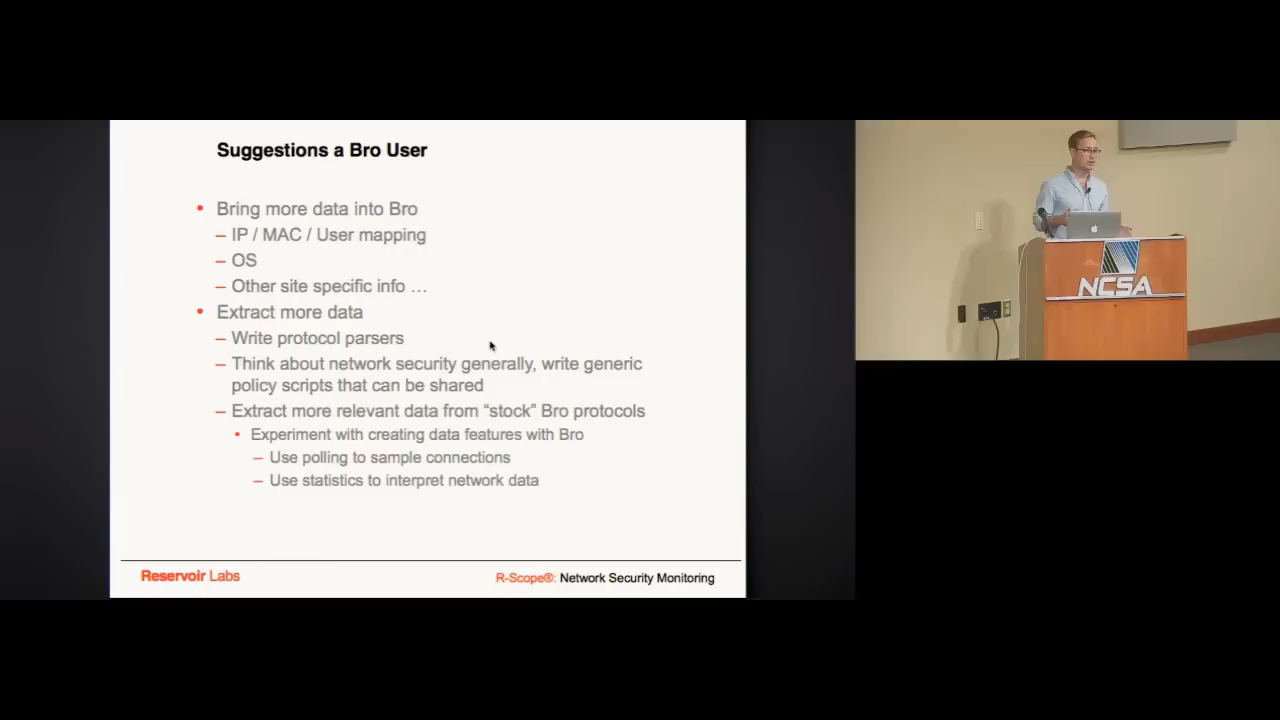 Suggestions a Bro User
• Bring more data into Bro
– IP / MAC / User mapping
– OS
– Other site specific info …
• Extract more data
– Write protocol parsers
– Think about network security generally, write generic
policy scripts that can be shared
– Extract more relevant data from “stock” Bro protocols
• Experiment with creating data features with Bro
– Use polling to sample connections
– Use statistics to interpret network data
Reservoir Labs
R-Scope®: Network Security Monitoring
NCSA